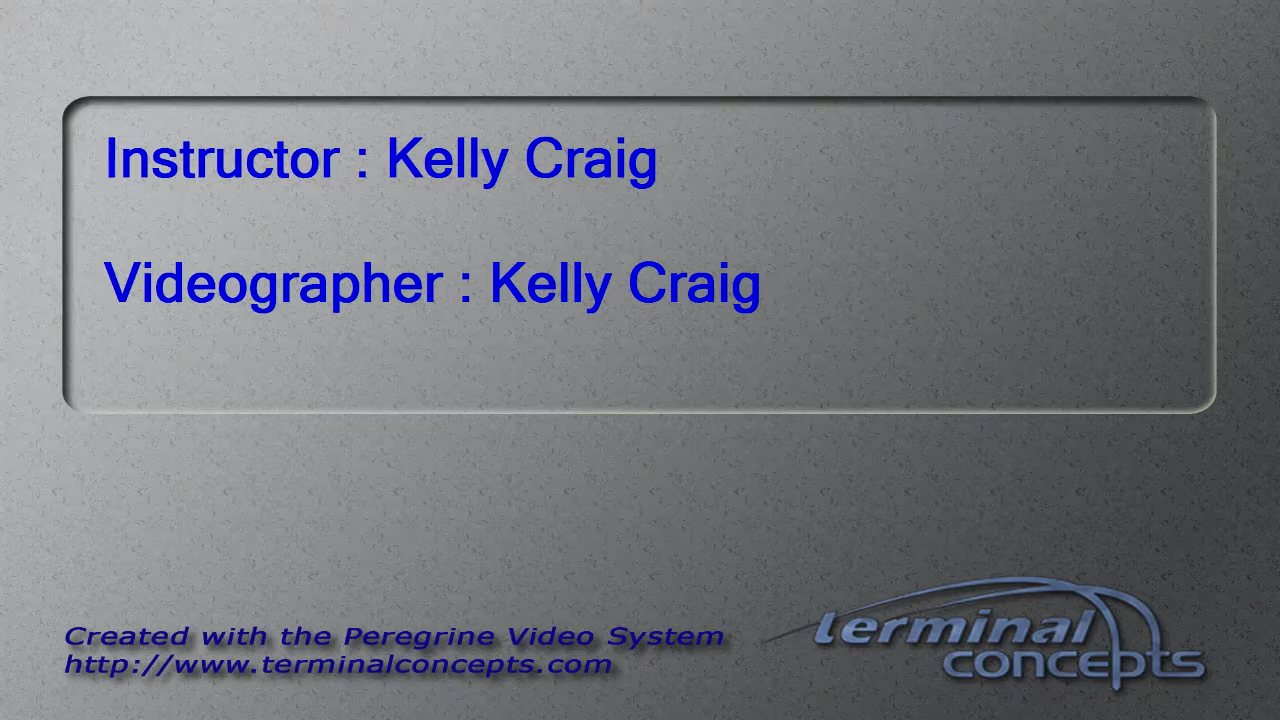 Instructor : Kelly Craig
Videographer : Kelly Craig
Created with the Peregrine Video System
http://www.terminalconcepts.com
terminal
concepts